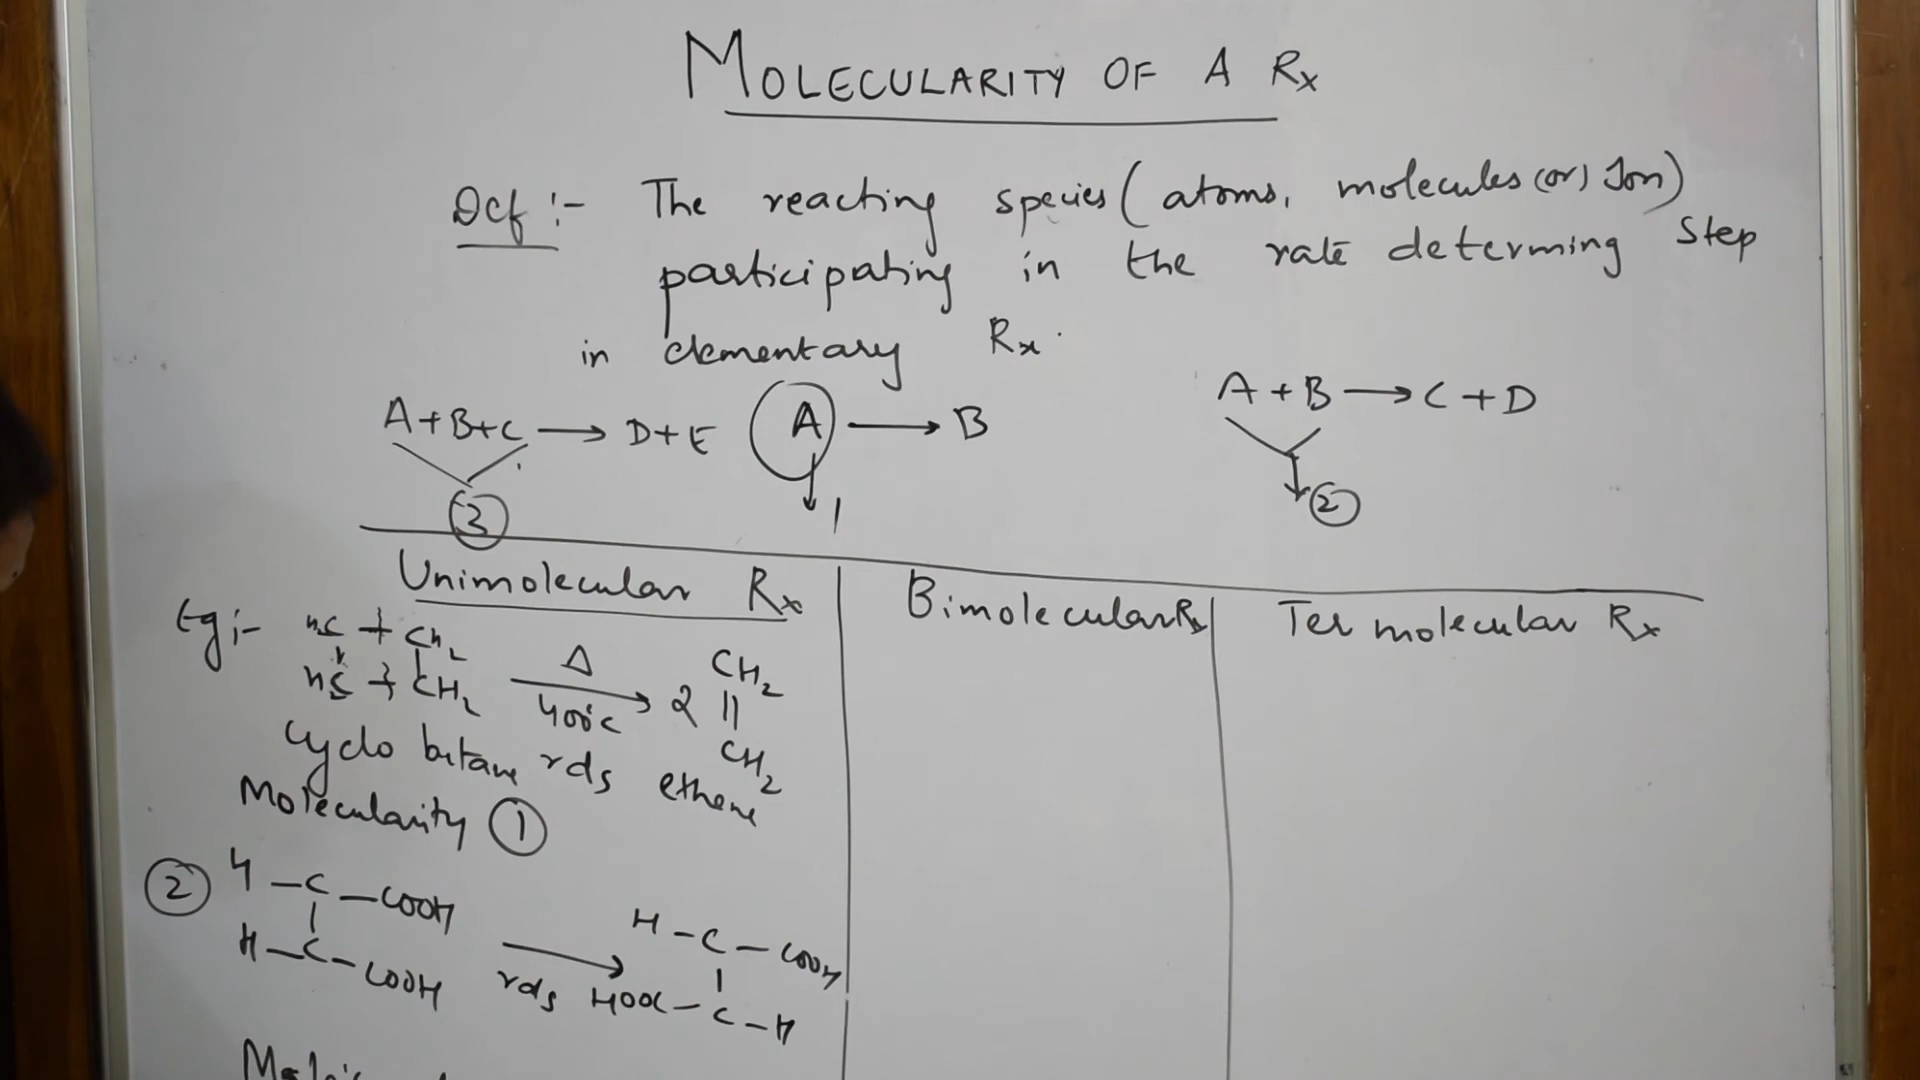 MOLECULARITY OF A Rx
Def :- The reacting species (atoms, molecules (or) Ion)
participating in the rate determing step
in elementary Rx.
A+B+C → D+E
3
A → B
1
A + B → C + D
2
Unimolecular Rx
Eg:-
CH2
CH2
Δ
400°C
2 CH2
||
CH2
Cyclo butane rds ethene
Molecularity 1
2
H - C - COOH
|
H - C - COOH
→
rds
H - C - COOH
|
HOOC - C - H
Bimolecular Rx
Ter molecular Rx